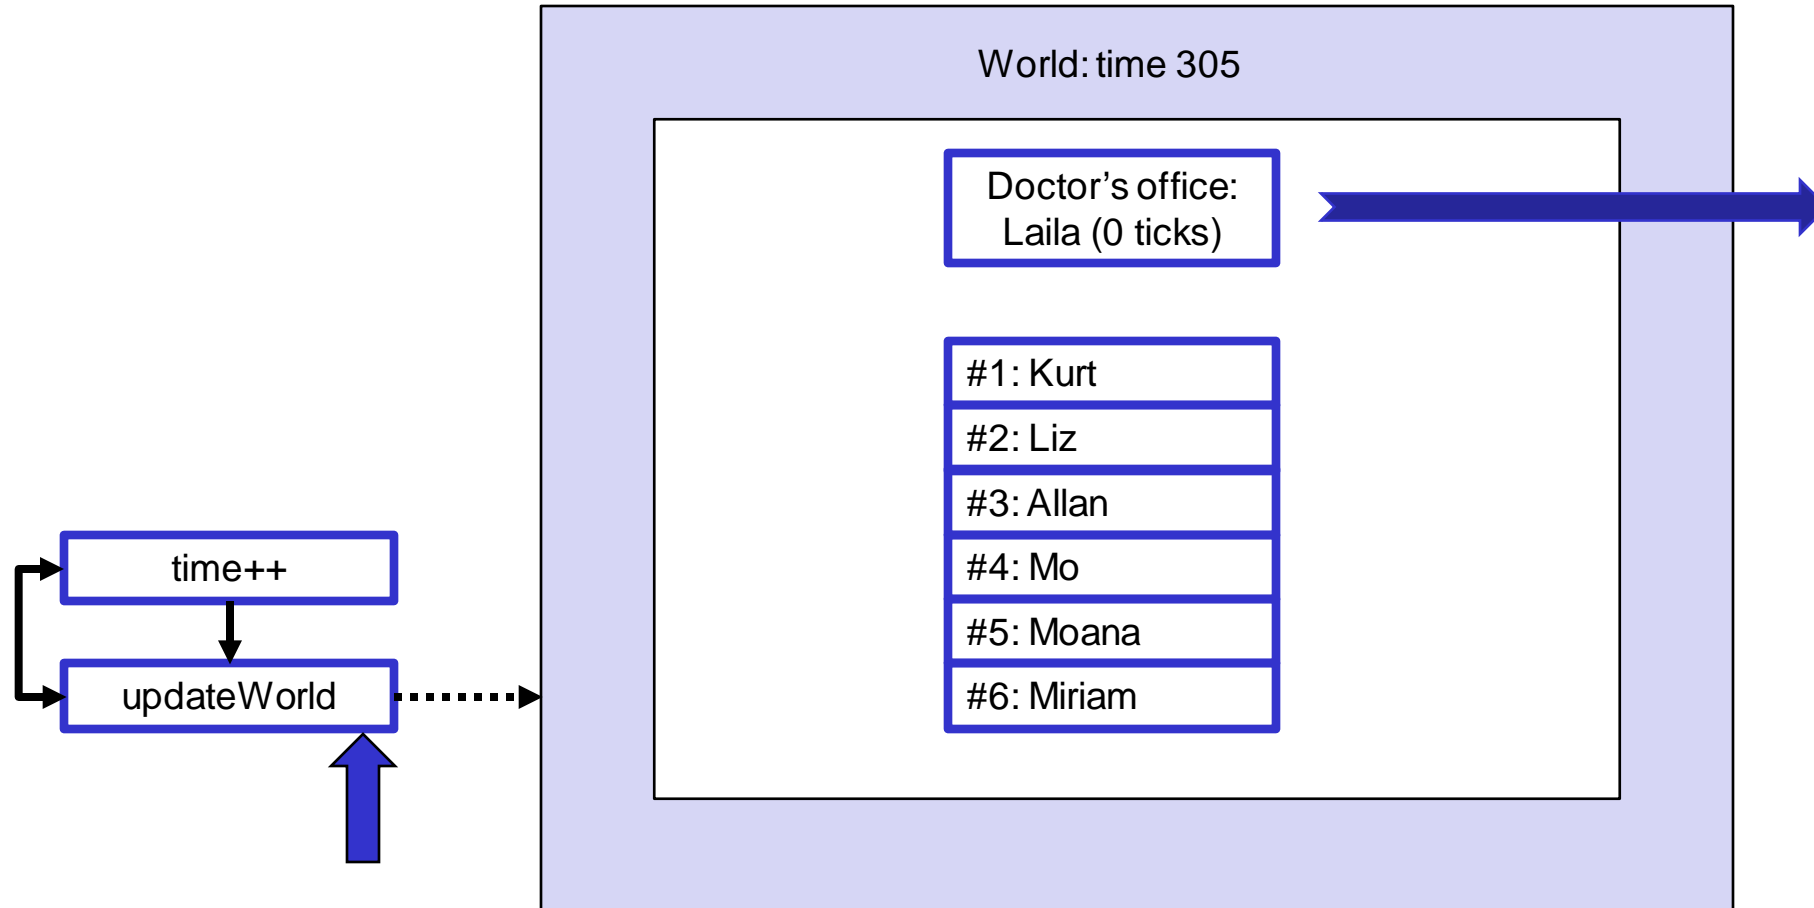 World: time 305
Doctor’s office:
Laila (0 ticks)
#1: Kurt
#2: Liz
#3: Allan
#4: Mo
#5: Moana
#6: Miriam
time++
updateWorld